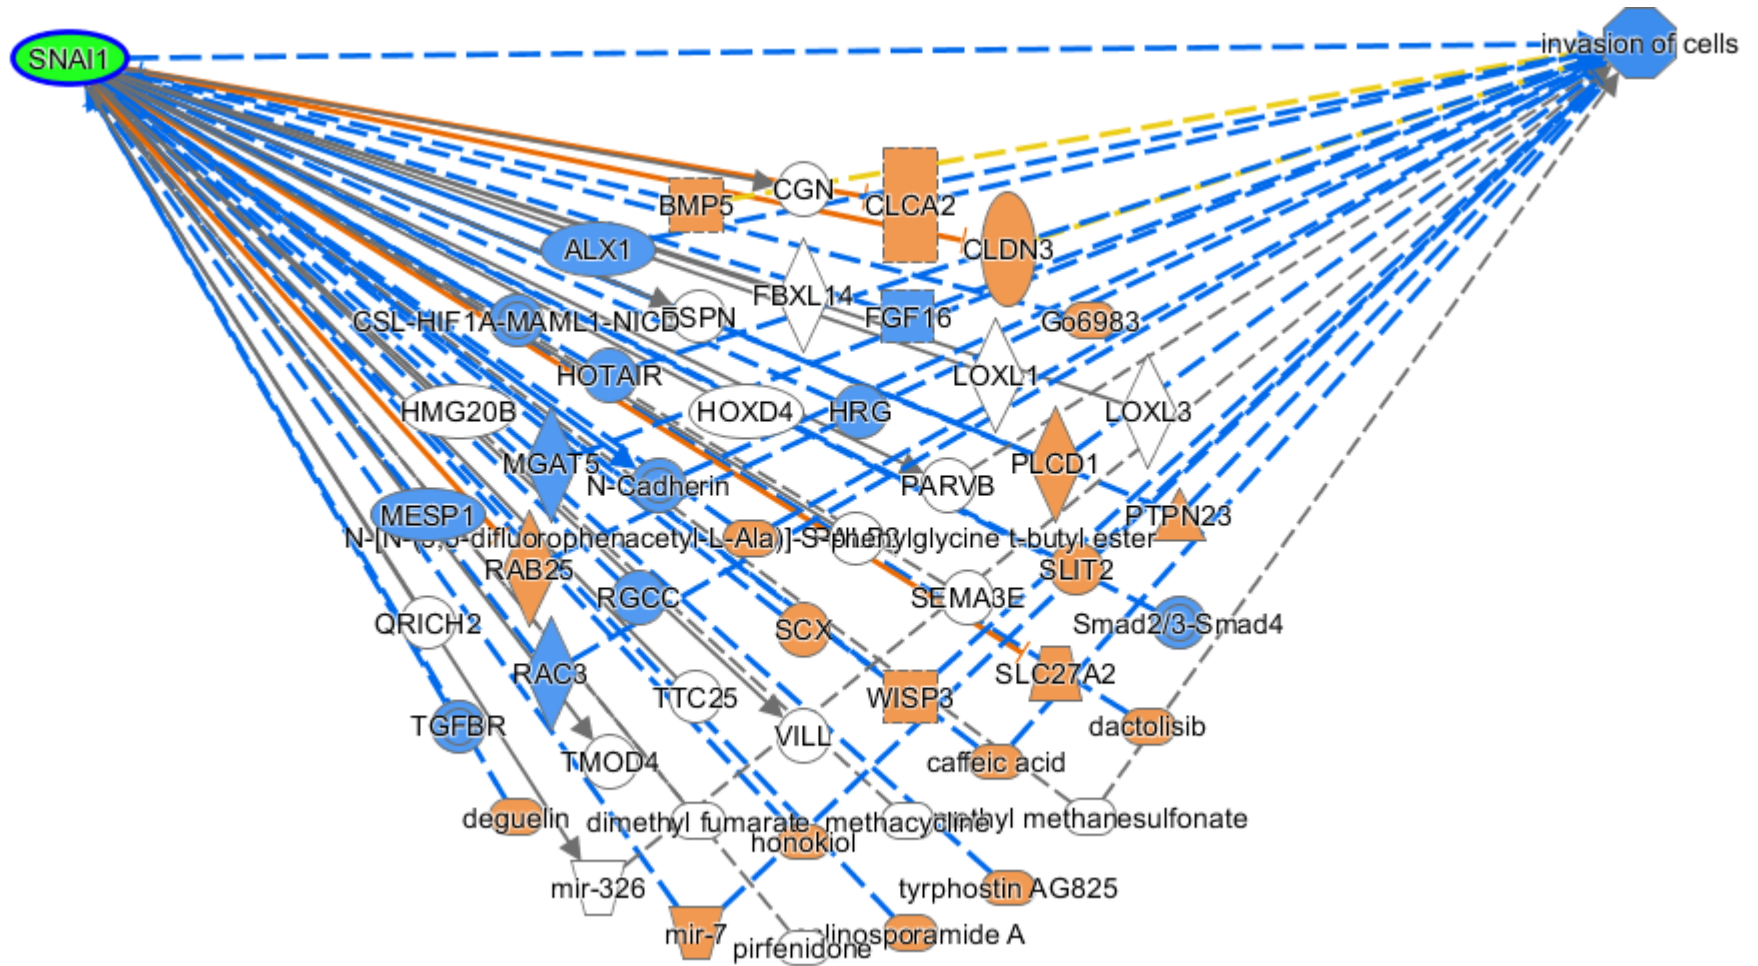 invasion of cells
SNAI1
CGN
BMP5
CLCA2
ALX1
CLDN3
FBXL14
FGF16
CSL-HIF1A-MAML1-NICD
Go6983
HOTAIR
LOXL1
HMG20B
HOXD4
HRG
LOXL3
MGAT5
PLCD1
N-Cadherin
PARVB
MESP1
PTPN23
RAB25
SLIT2
RGCC
SEMA3E
QRICH2
SCX
Smad2/3-Smad4
RAC3
SLC27A2
TTC25
WISP3
TGFBR
dactolisib
VILL
TMOD4
caffeic acid
deguelin
dimethyl fumarate
methacycline
methanesulfonate
honokiol
mir-326
tyrphostin AG825
mir-7
pirfenidone